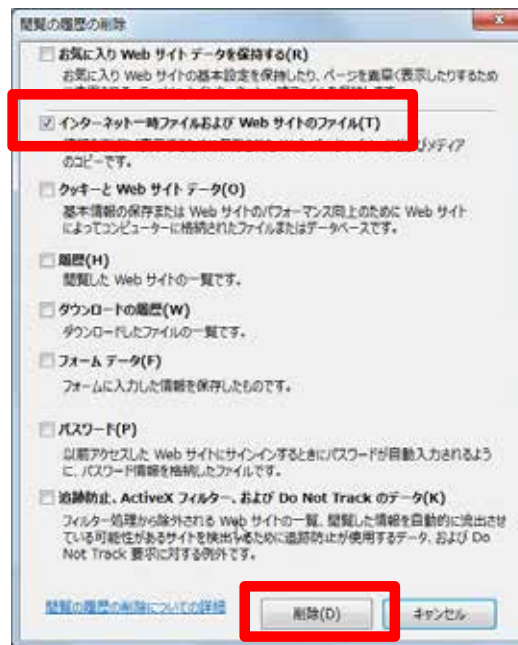 閲覧の履歴の削除
お気に入り Web サイト データを保持する(R)
お気に入り Web サイトの基本設定を保持したり、ページを簡単く表示したりするため
インターネット一時ファイルおよび Web サイトのファイル(T)
びメディア
のコピーです。
クッキーと Web サイト データ(O)
基本情報の保存または Web サイトのパフォーマンス向上のために Web サイト
によってコンピューターに格納されたファイルまたはデータベースです。
履歴(H)
閲覧した Web サイトの一覧です。
ダウンロードの履歴(W)
ダウンロードしたファイルの一覧です。
フォーム データ(F)
フォームに入力した情報を保存したものです。
パスワード(P)
以前アクセスした Web サイトにサインインするときにパスワードが自動入力されるよう
に、パスワード情報を格納したファイルです。
追跡防止、ActiveX フィルター、および Do Not Track のデータ(K)
フィルター処理から除外される Web サイトの一覧、閲覧した情報を自動的に流出させ
ている可能性があるサイトを検出するために追跡防止が使用するデータ、および Do
Not Track 要求に対する例外です。
閲覧の履歴の削除についての詳細
削除(D)
キャンセル